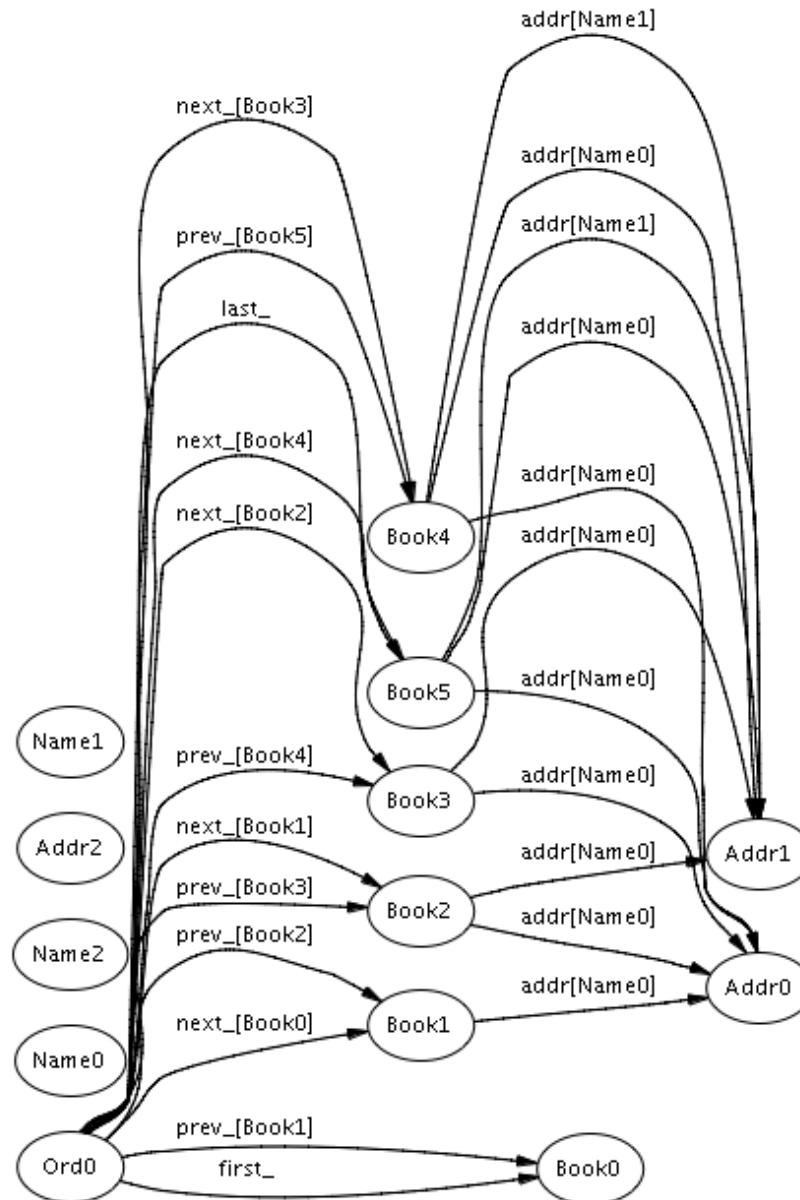 addr[Name1]
next_[Book3]
addr[Name0]
addr[Name1]
prev_[Book5]
last_
addr[Name0]
next_[Book4]
addr[Name0]
next_[Book2]
addr[Name0]
Book4
addr[Name0]
Book5
Name1
prev_[Book4]
addr[Name0]
Book3
next_[Book1]
Addr2
addr[Name0]
Addr1
prev_[Book3]
Book2
addr[Name0]
prev_[Book2]
Name2
addr[Name0]
Addr0
next_[Book0]
Book1
Name0
prev_[Book1]
Ord0
first_
Book0